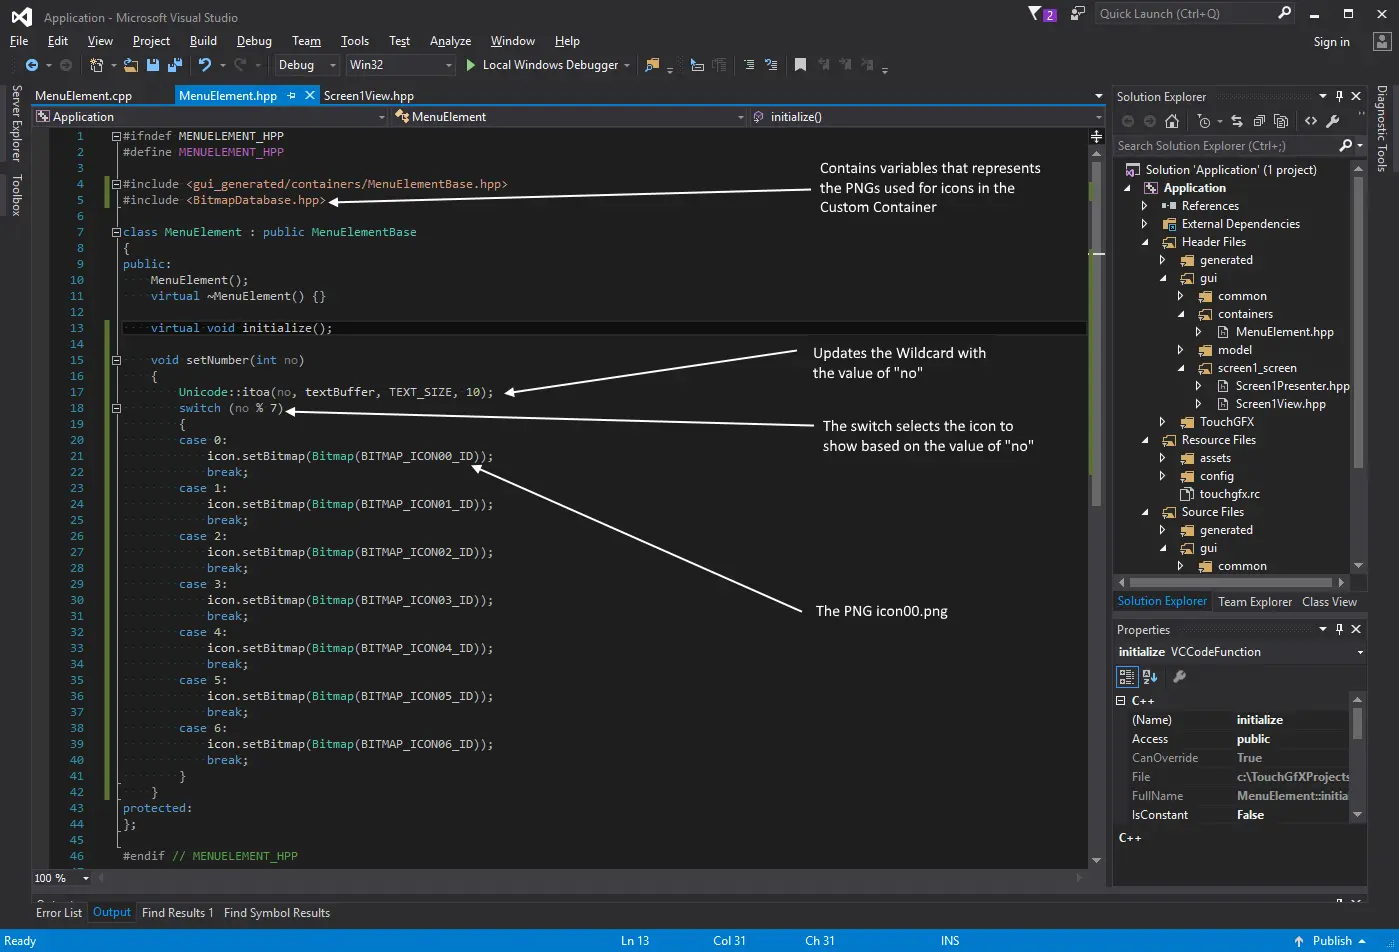 Application - Microsoft Visual Studio
2
Quick Launch (Ctrl+Q)
File Edit View Project Build Debug Team Tools Test Analyze Window Help
Sign in
Debug Win32 Local Windows Debugger
Server Explorer
Toolbox
MenuElement.cpp MenuElement.hpp Screen1View.hpp
Application MenuElement initialize()
1 #ifndef MENUELEMENT_HPP
2 #define MENUELEMENT_HPP
3
4 #include <gui_generated/containers/MenuElementBase.hpp>
5 #include <BitmapDatabase.hpp>
6
7 class MenuElement : public MenuElementBase
8 {
9 public:
10 MenuElement();
11 virtual ~MenuElement() {}
12
13 virtual void initialize();
14
15 void setNumber(int no)
16 {
17 Unicode::itoa(no, textBuffer, TEXT_SIZE, 10);
18 switch (no % 7)
19 {
20 case 0:
21 icon.setBitmap(Bitmap(BITMAP_ICON00_ID));
22 break;
23 case 1:
24 icon.setBitmap(Bitmap(BITMAP_ICON01_ID));
25 break;
26 case 2:
27 icon.setBitmap(Bitmap(BITMAP_ICON02_ID));
28 break;
29 case 3:
30 icon.setBitmap(Bitmap(BITMAP_ICON03_ID));
31 break;
32 case 4:
33 icon.setBitmap(Bitmap(BITMAP_ICON04_ID));
34 break;
35 case 5:
36 icon.setBitmap(Bitmap(BITMAP_ICON05_ID));
37 break;
38 case 6:
39 icon.setBitmap(Bitmap(BITMAP_ICON06_ID));
40 break;
41 }
42 }
43 protected:
44 };
45
46 #endif // MENUELEMENT_HPP
Contains variables that represents
the PNGs used for icons in the
Custom Container
Updates the Wildcard with
the value of "no"
The switch selects the icon to
show based on the value of "no"
The PNG icon00.png
100 %
Solution Explorer
Search Solution Explorer (Ctrl+;)
Solution 'Application' (1 project)
Application
References
External Dependencies
Header Files
generated
gui
common
containers
MenuElement.hpp
model
screen1_screen
Screen1Presenter.hpp
Screen1View.hpp
TouchGFX
Resource Files
assets
config
touchgfx.rc
Source Files
generated
gui
common
Solution Explorer Team Explorer Class View
Properties
initialize VCCodeFunction
C++
(Name) initialize
Access public
CanOverride True
File c:\TouchGfXProjects
FullName MenuElement::initia
IsConstant False
C++
Diagnostic Tools
Error List Output Find Results 1 Find Symbol Results
Ready Ln 13 Col 31 Ch 31 INS Publish